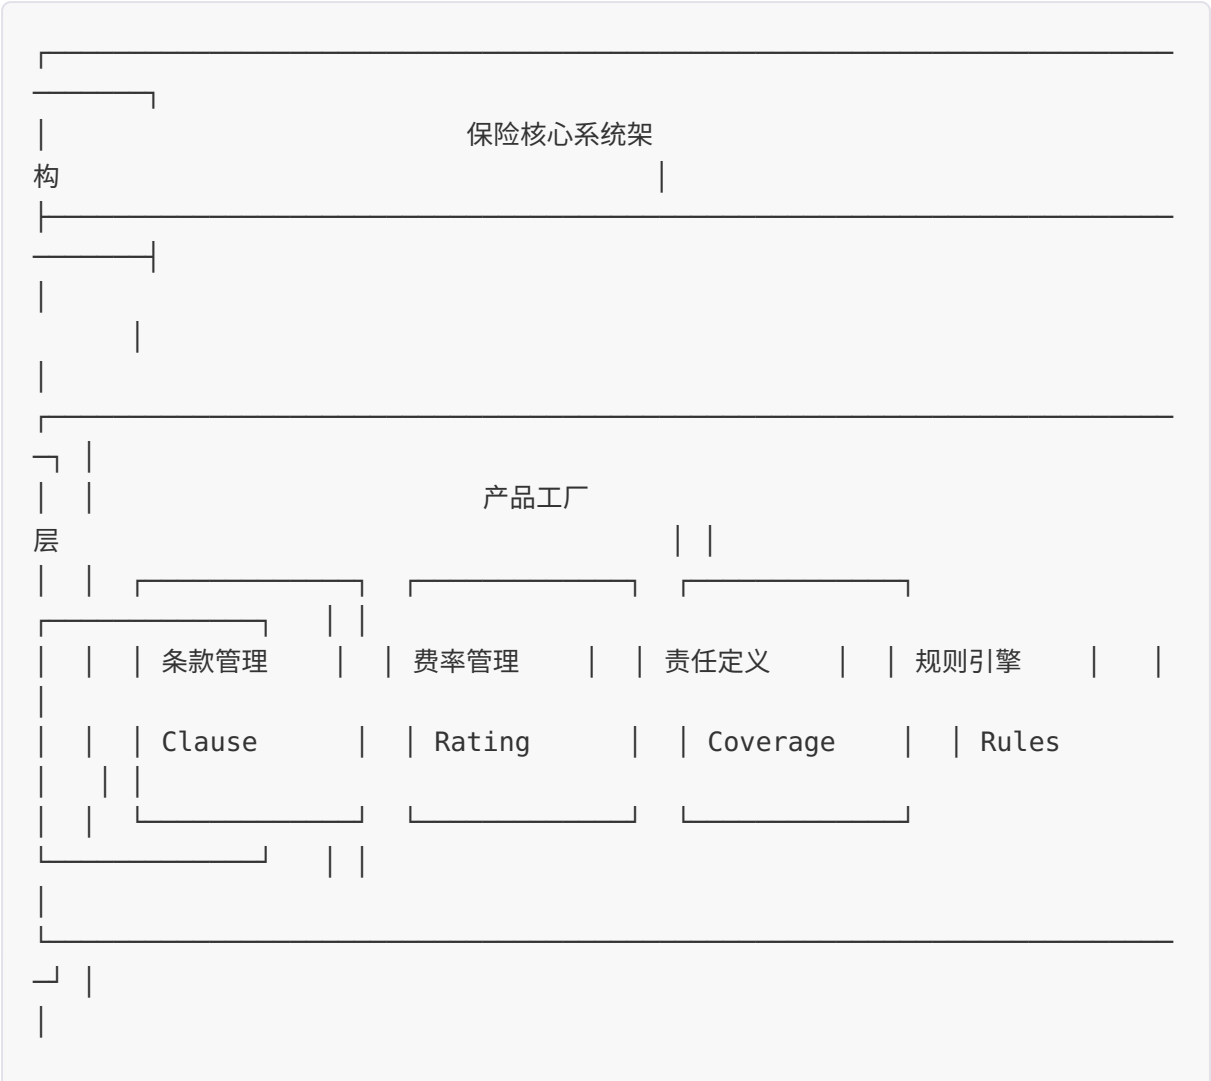 保险核心系统架
构
产品工厂
层
条款管理 费率管理 责任定义 规则引擎
Clause Rating Coverage Rules